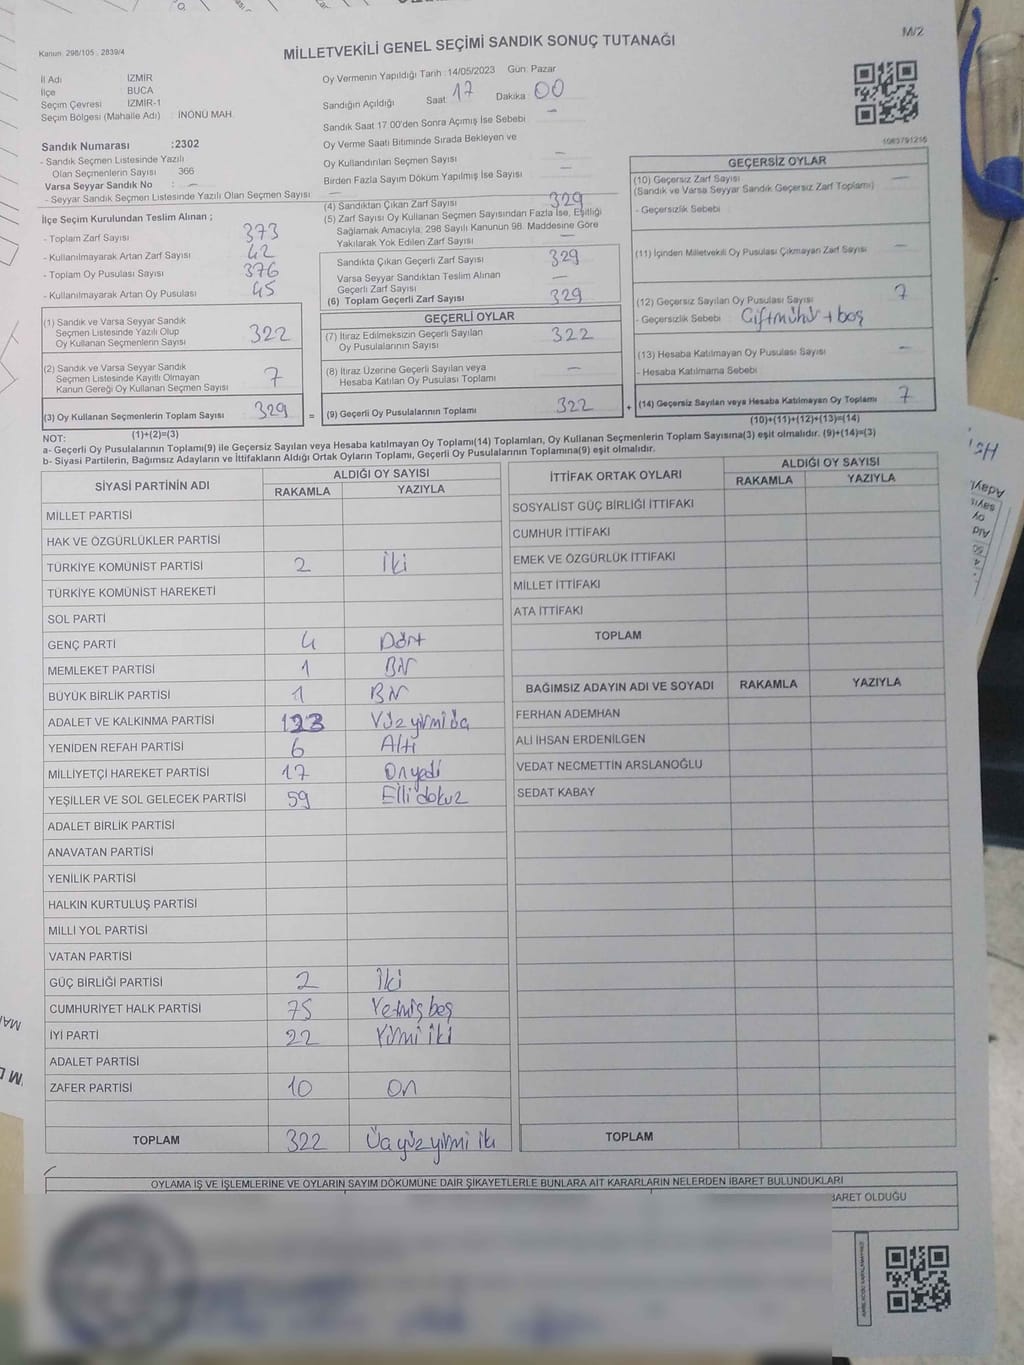 Kanun: 298/105 , 2839/4
MİLLETVEKİLİ GENEL SEÇİMİ SANDIK SONUÇ TUTANAĞI
M/2
İl Adı İZMİR
İlçe BUCA
Seçim Çevresi İZMİR-1
Seçim Bölgesi (Mahalle Adı) : İNÖNÜ MAH.
Sandık Numarası :2302
- Sandık Seçmen Listesinde Yazılı
Olan Seçmenlerin Sayısı 366
Varsa Seyyar Sandık No : —
- Seyyar Sandık Seçmen Listesinde Yazılı Olan Seçmen Sayısı: —
Oy Vermenin Yapıldığı Tarih : 14/05/2023 Gün: Pazar
Sandığın Açıldığı Saat 17 Dakika : 00
Sandık Saat 17:00'den Sonra Açımış İse Sebebi —
Oy Verme Saati Bitiminde Sırada Bekleyen ve
Oy Kullandırılan Seçmen Sayısı —
Birden Fazla Sayım Döküm Yapılmış İse Sayısı —
1083791216
İlçe Seçim Kurulundan Teslim Alınan ;
- Toplam Zarf Sayısı 373
- Kullanılmayarak Artan Zarf Sayısı 42
- Toplam Oy Pusulası Sayısı 376
- Kullanılmayarak Artan Oy Pusulası 45
(1) Sandık ve Varsa Seyyar Sandık
Seçmen Listesinde Yazılı Olup
Oy Kullanan Seçmenlerin Sayısı 322
(2) Sandık ve Varsa Seyyar Sandık
Seçmen Listesinde Kayıtlı Olmayan
Kanun Gereği Oy Kullanan Seçmen Sayısı 7
(3) Oy Kullanan Seçmenlerin Toplam Sayısı 329 =
(1)+(2)=(3)
(4) Sandıktan Çıkan Zarf Sayısı 329
(5) Zarf Sayısı Oy Kullanan Seçmen Sayısından Fazla İse, Eşitliği
Sağlamak Amacıyla, 298 Sayılı Kanunun 98. Maddesine Göre
Yakılarak Yok Edilen Zarf Sayısı —
Sandıkta Çıkan Geçerli Zarf Sayısı 329
Varsa Seyyar Sandıktan Teslim Alınan
Geçerli Zarf Sayısı —
(6) Toplam Geçerli Zarf Sayısı 329
GEÇERLİ OYLAR
(7) İtiraz Edilmeksizin Geçerli Sayılan
Oy Pusulalarının Sayısı 322
(8) İtiraz Üzerine Geçerli Sayılan veya
Hesaba Katılan Oy Pusulası Toplamı —
(9) Geçerli Oy Pusulalarının Toplamı 322 +
GEÇERSİZ OYLAR
(10) Geçersiz Zarf Sayısı —
(Sandık ve Varsa Seyyar Sandık Geçersiz Zarf Toplamı)
- Geçersizlik Sebebi
(11) İçinden Milletvekili Oy Pusulası Çıkmayan Zarf Sayısı —
(12) Geçersiz Sayılan Oy Pusulası Sayısı 7
- Geçersizlik Sebebi Çiftmühür + boş
(13) Hesaba Katılmayan Oy Pusulası Sayısı —
- Hesaba Katılmama Sebebi
(14) Geçersiz Sayılan veya Hesaba Katılmayan Oy Toplamı 7
(10)+(11)+(12)+(13)=(14)
NOT:
a- Geçerli Oy Pusulalarının Toplamı(9) ile Geçersiz Sayılan veya Hesaba katılmayan Oy Toplamı(14) Toplamları, Oy Kullanan Seçmenlerin Toplam Sayısına(3) eşit olmalıdır. (9)+(14)=(3)
b- Siyasi Partilerin, Bağımsız Adayların ve İttifakların Aldığı Ortak Oyların Toplamı, Geçerli Oy Pusulalarının Toplamına(9) eşit olmalıdır.
SİYASİ PARTİNİN ADI ALDIĞI OY SAYISI
RAKAMLA YAZIYLA
MİLLET PARTİSİ
HAK VE ÖZGÜRLÜKLER PARTİSİ
TÜRKİYE KOMÜNİST PARTİSİ 2 İki
TÜRKİYE KOMÜNİST HAREKETİ
SOL PARTİ
GENÇ PARTİ 4 Dört
MEMLEKET PARTİSİ 1 Bir
BÜYÜK BİRLİK PARTİSİ 1 Bir
ADALET VE KALKINMA PARTİSİ 123 Yüz yirmi üç
YENİDEN REFAH PARTİSİ 6 Altı
MİLLİYETÇİ HAREKET PARTİSİ 17 Onyedi
YEŞİLLER VE SOL GELECEK PARTİSİ 59 Elli dokuz
ADALET BİRLİK PARTİSİ
ANAVATAN PARTİSİ
YENİLİK PARTİSİ
HALKIN KURTULUŞ PARTİSİ
MİLLİ YOL PARTİSİ
VATAN PARTİSİ
GÜÇ BİRLİĞİ PARTİSİ 2 İki
CUMHURİYET HALK PARTİSİ 75 Yetmiş beş
İYİ PARTİ 22 Yirmi iki
ADALET PARTİSİ
ZAFER PARTİSİ 10 On
TOPLAM 322 Üç yüz yirmi iki
İTTİFAK ORTAK OYLARI ALDIĞI OY SAYISI
RAKAMLA YAZIYLA
SOSYALİST GÜÇ BİRLİĞİ İTTİFAKI
CUMHUR İTTİFAKI
EMEK VE ÖZGÜRLÜK İTTİFAKI
MİLLET İTTİFAKI
ATA İTTİFAKI
TOPLAM
BAĞIMSIZ ADAYIN ADI VE SOYADI RAKAMLA YAZIYLA
FERHAN ADEMHAN
ALİ İHSAN ERDENİLGEN
VEDAT NECMETTİN ARSLANOĞLU
SEDAT KABAY
TOPLAM
OYLAMA İŞ VE İŞLEMLERİNE VE OYLARIN SAYIM DÖKÜMÜNE DAİR ŞİKAYETLERLE BUNLARA AİT KARARLARIN NELERDEN İBARET BULUNDUKLARI
BARET OLDUĞU